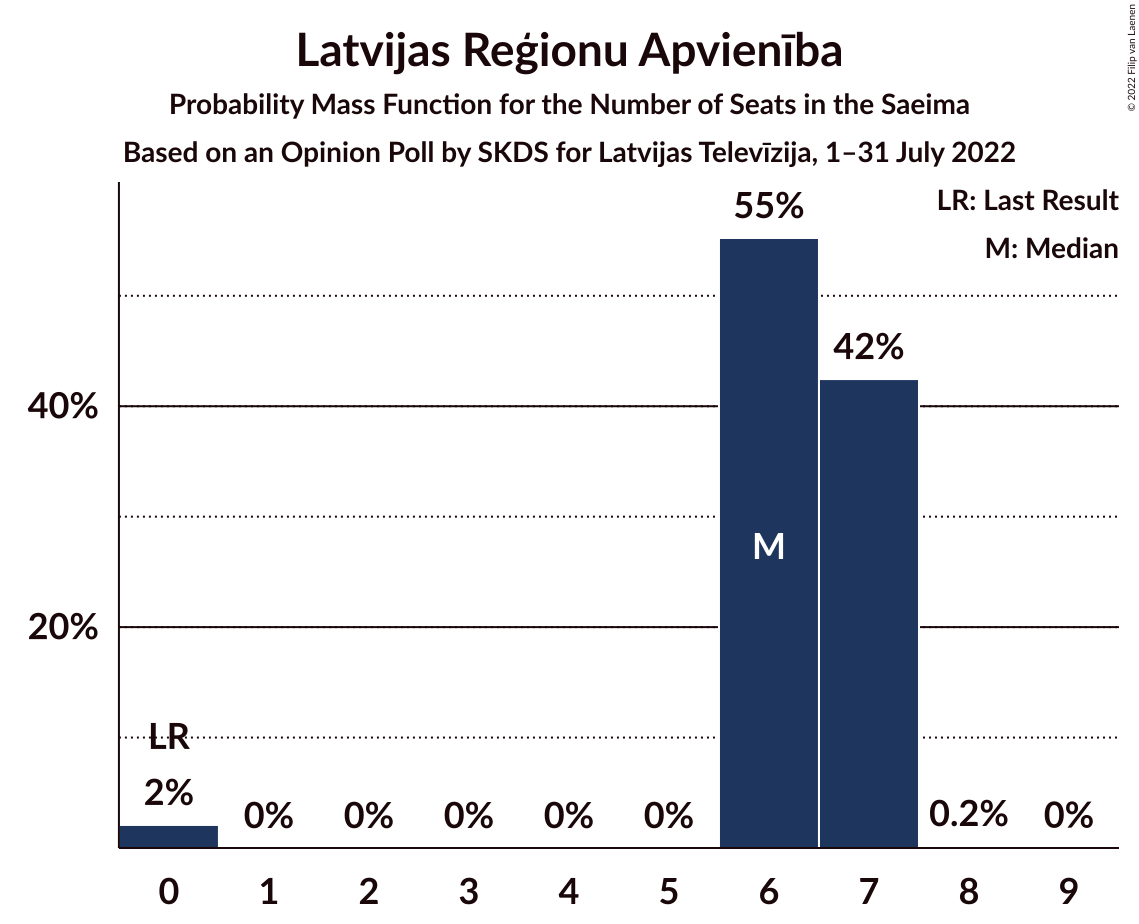 Latvijas Reģionu Apvienība
Probability Mass Function for the Number of Seats in the Saeima
Based on an Opinion Poll by SKDS for Latvijas Televīzija, 1–31 July 2022
© 2022 Filip van Laenen
LR: Last Result
M: Median
55%
42%
40%
M
20%
LR
2%
0%
0%
0%
0%
0%
0.2%
0%
0
1
2
3
4
5
6
7
8
9